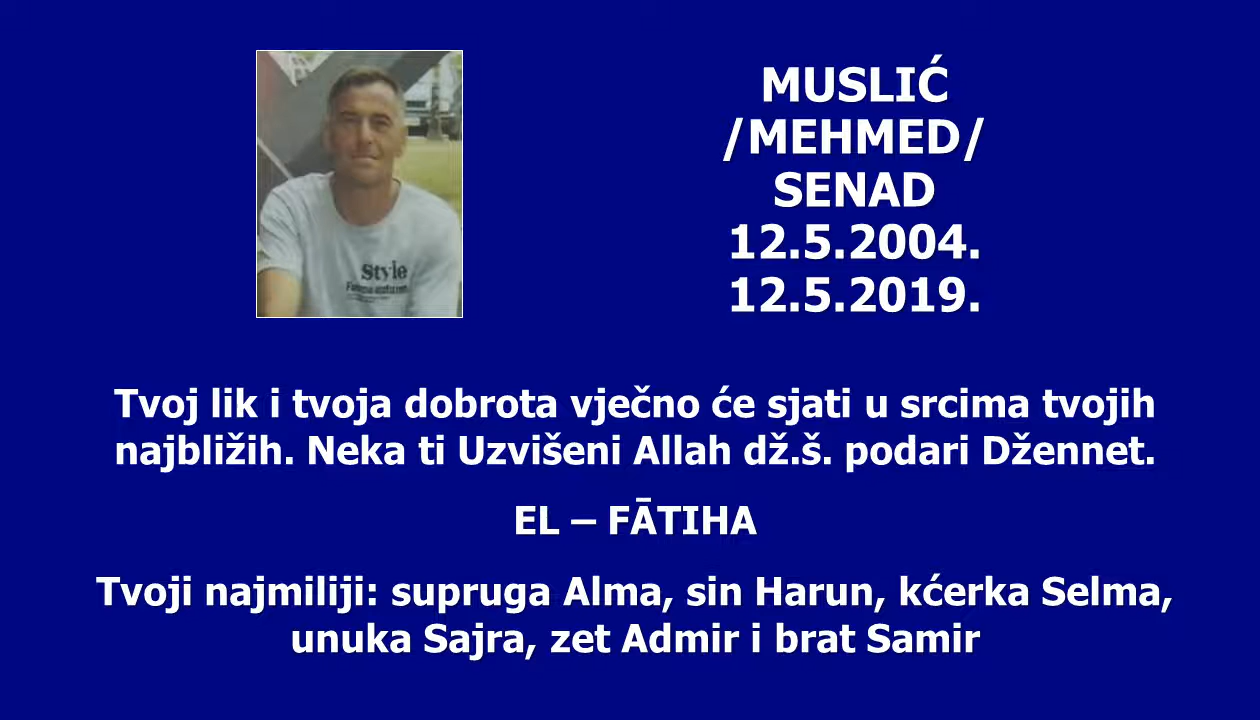 MUSLIĆ
/MEHMED/
SENAD
12.5.2004.
12.5.2019.
Style
Tvoj lik i tvoja dobrota vječno će sjati u srcima tvojih
najbližih. Neka ti Uzvišeni Allah dž.š. podari Džennet.
EL – FĀTIHA
Tvoji najmiliji: supruga Alma, sin Harun, kćerka Selma,
unuka Sajra, zet Admir i brat Samir